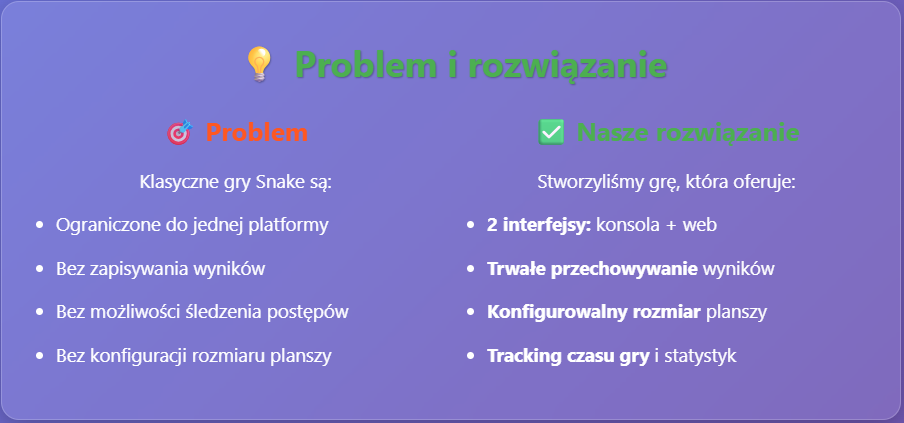 Problem i rozwiązanie
Problem
Klasyczne gry Snake są:
Ograniczone do jednej platformy
Bez zapisywania wyników
Bez możliwości śledzenia postępów
Bez konfiguracji rozmiaru planszy
Nasze rozwiązanie
Stworzyliśmy grę, która oferuje:
2 interfejsy: konsola + web
Trwałe przechowywanie wyników
Konfigurowalny rozmiar planszy
Tracking czasu gry i statystyk